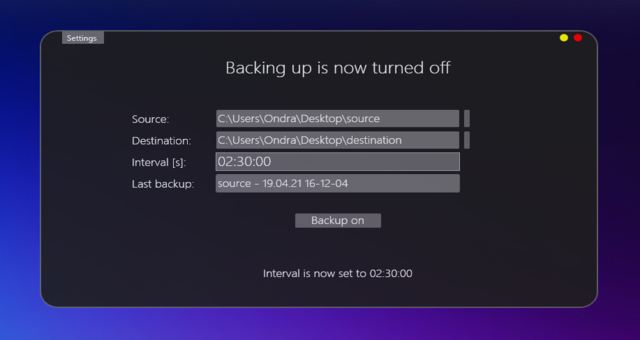 Settings
Backing up is now turned off
Source: C:\Users\Ondra\Desktop\source
Destination: C:\Users\Ondra\Desktop\destination
Interval [s]: 02:30:00
Last backup: source - 19.04.21 16-12-04
Backup on
Interval is now set to 02:30:00